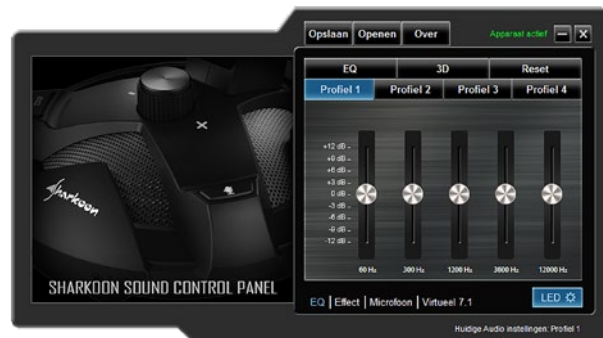 Opslaan Openen Over Apparaat actief
EQ 3D Reset
Profiel 1 Profiel 2 Profiel 3 Profiel 4
+12 dB
+9 dB
+6 dB
+3 dB
0 dB
-3 dB
-6 dB
-9 dB
-12 dB
60 Hz 300 Hz 1200 Hz 3600 Hz 12000 Hz
Sharkoon
SHARKOON SOUND CONTROL PANEL
EQ | Effect | Microfoon | Virtueel 7.1 LED
Huidige Audio instellingen: Profiel 1